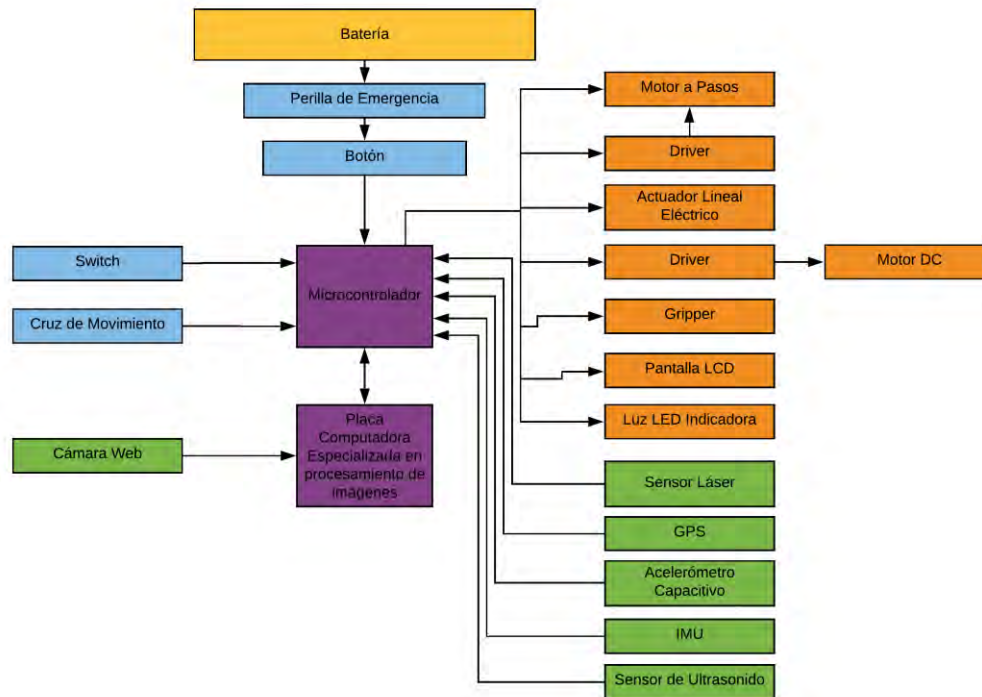 Batería
Perilla de Emergencia
Botón
Switch
Cruz de Movimiento
Cámara Web
Microcontrolador
Placa
Computadora
Especializada en
procesamiento de
imágenes
Motor a Pasos
Driver
Actuador Lineal
Eléctrico
Driver
Motor DC
Gripper
Pantalla LCD
Luz LED Indicadora
Sensor Láser
GPS
Acelerómetro
Capacitivo
IMU
Sensor de Ultrasonido